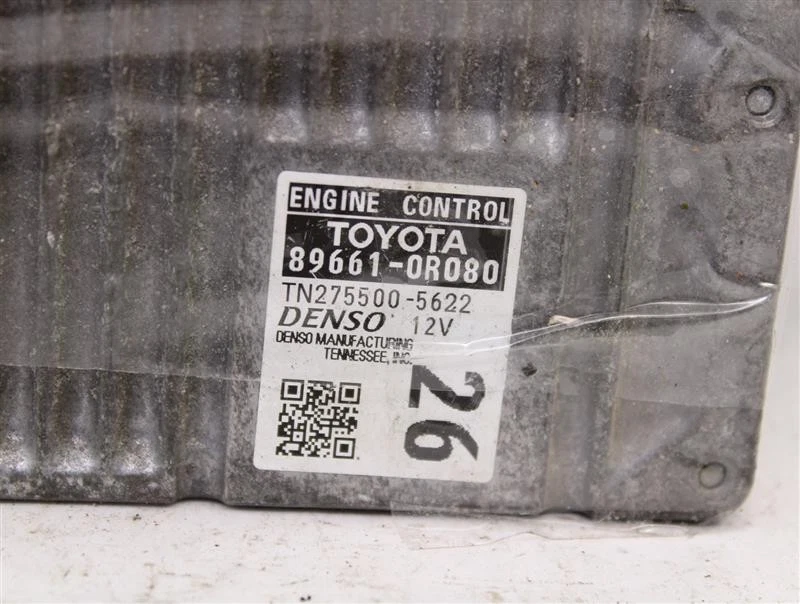 ENGINE CONTROL
TOYOTA
89661-0R080
TN275500-5622
DENSO 12V
DENSO MANUFACTURING
TENNESSEE, INC.
26